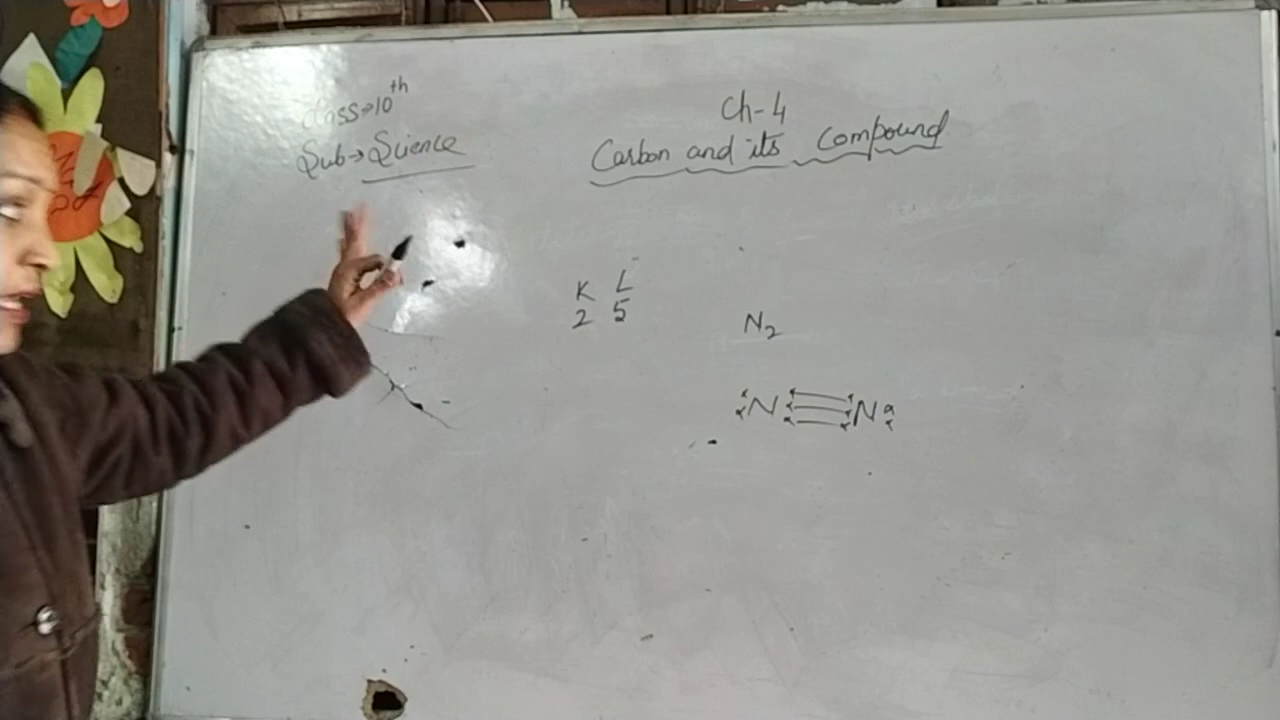 Class→10th
Sub→Science
Ch-4
Carbon and its Compound
K L
2 5
N2
N≡N